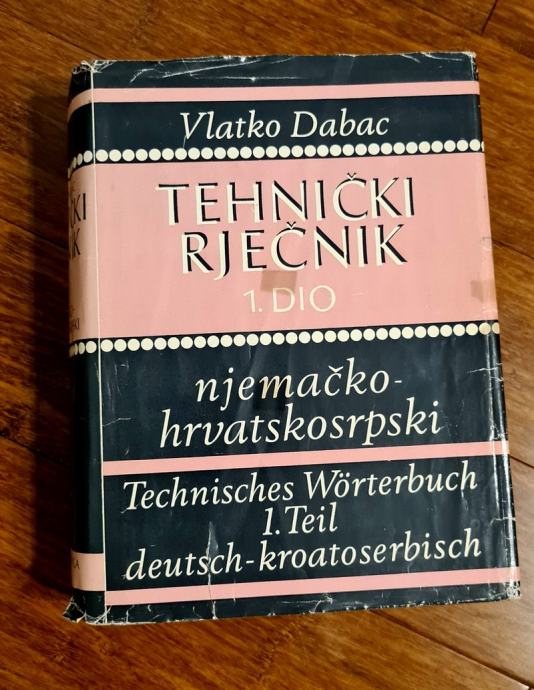 Vlatko Dabac
TEHNIČKI
RJEČNIK
1. DIO
njemačko-
hrvatskosrpski
Technisches Wörterbuch
1. Teil
deutsch-kroatoserbisch